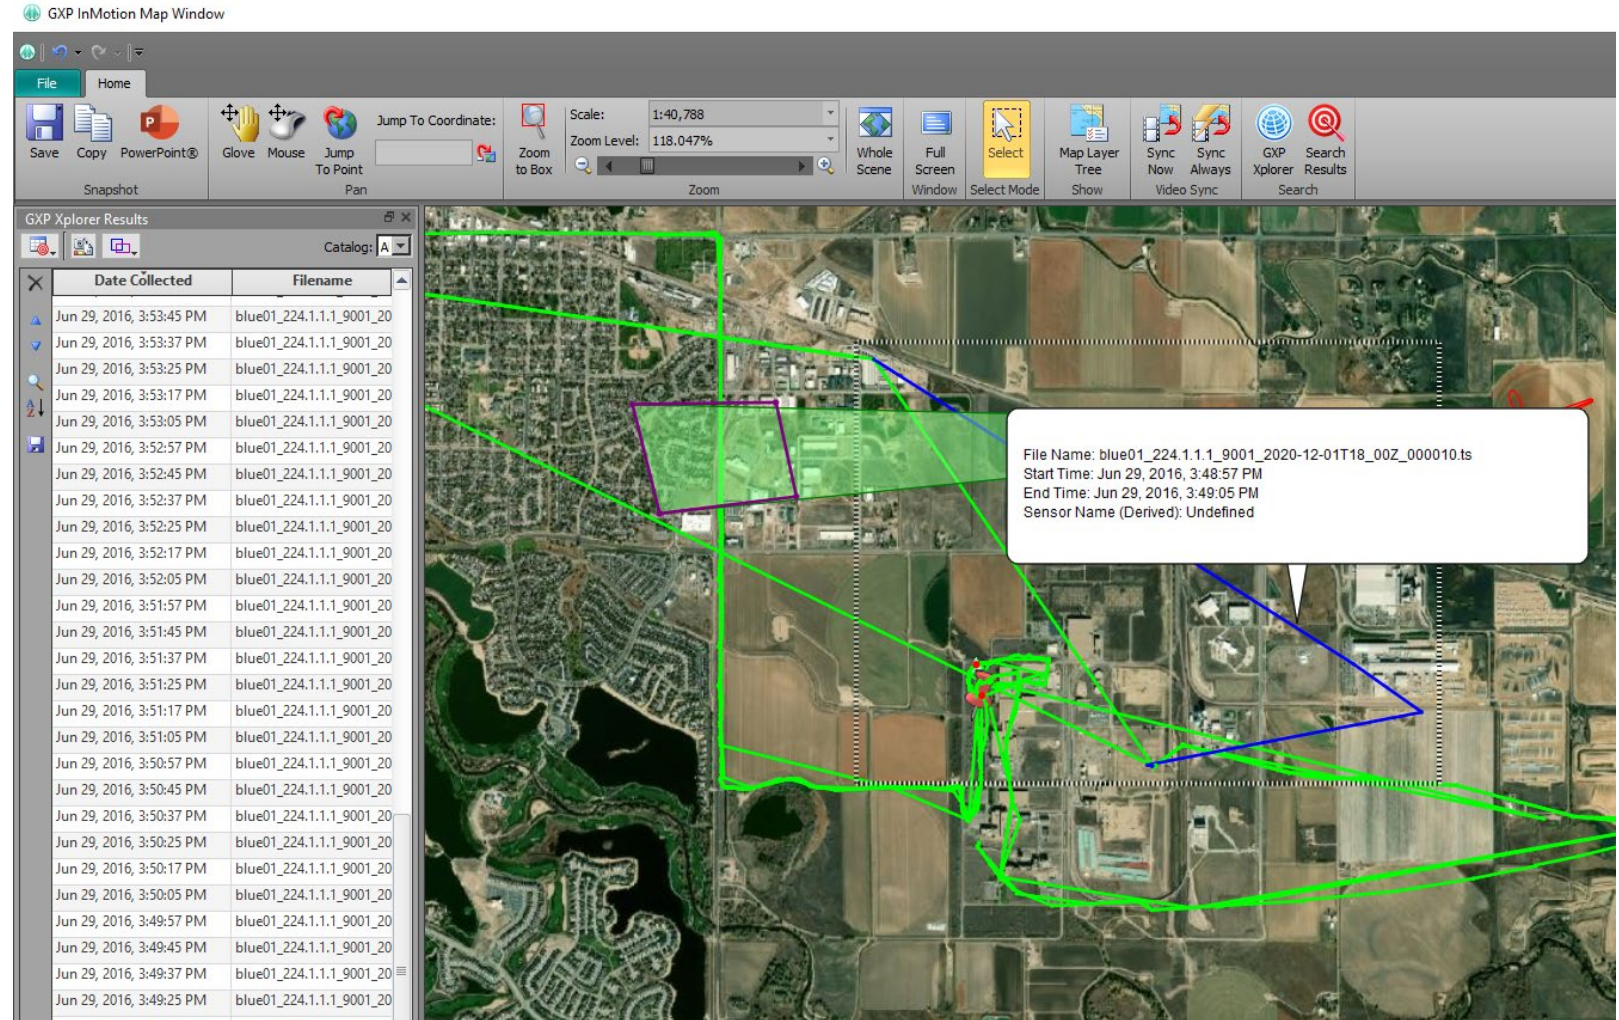 GXP InMotion Map Window
File
Home
Save
Copy
PowerPoint®
Snapshot
Glove
Mouse
Jump
To Point
Jump To Coordinate:
Pan
Zoom
to Box
Scale:
1:40,788
Zoom Level:
118.047%
Zoom
Whole
Scene
Full
Screen
Window
Select
Select Mode
Map Layer
Tree
Show
Sync
Now
Sync
Always
Video Sync
GXP
Xplorer
Search
Results
Search
GXP Xplorer Results
Catalog: A
Date Collected Filename
Jun 29, 2016, 3:53:45 PM blue01_224.1.1.1_9001_20
Jun 29, 2016, 3:53:37 PM blue01_224.1.1.1_9001_20
Jun 29, 2016, 3:53:25 PM blue01_224.1.1.1_9001_20
Jun 29, 2016, 3:53:17 PM blue01_224.1.1.1_9001_20
Jun 29, 2016, 3:53:05 PM blue01_224.1.1.1_9001_20
Jun 29, 2016, 3:52:57 PM blue01_224.1.1.1_9001_20
Jun 29, 2016, 3:52:45 PM blue01_224.1.1.1_9001_20
Jun 29, 2016, 3:52:37 PM blue01_224.1.1.1_9001_20
Jun 29, 2016, 3:52:25 PM blue01_224.1.1.1_9001_20
Jun 29, 2016, 3:52:17 PM blue01_224.1.1.1_9001_20
Jun 29, 2016, 3:52:05 PM blue01_224.1.1.1_9001_20
Jun 29, 2016, 3:51:57 PM blue01_224.1.1.1_9001_20
Jun 29, 2016, 3:51:45 PM blue01_224.1.1.1_9001_20
Jun 29, 2016, 3:51:37 PM blue01_224.1.1.1_9001_20
Jun 29, 2016, 3:51:25 PM blue01_224.1.1.1_9001_20
Jun 29, 2016, 3:51:17 PM blue01_224.1.1.1_9001_20
Jun 29, 2016, 3:51:05 PM blue01_224.1.1.1_9001_20
Jun 29, 2016, 3:50:57 PM blue01_224.1.1.1_9001_20
Jun 29, 2016, 3:50:45 PM blue01_224.1.1.1_9001_20
Jun 29, 2016, 3:50:37 PM blue01_224.1.1.1_9001_20
Jun 29, 2016, 3:50:25 PM blue01_224.1.1.1_9001_20
Jun 29, 2016, 3:50:17 PM blue01_224.1.1.1_9001_20
Jun 29, 2016, 3:50:05 PM blue01_224.1.1.1_9001_20
Jun 29, 2016, 3:49:57 PM blue01_224.1.1.1_9001_20
Jun 29, 2016, 3:49:45 PM blue01_224.1.1.1_9001_20
Jun 29, 2016, 3:49:37 PM blue01_224.1.1.1_9001_20
Jun 29, 2016, 3:49:25 PM blue01_224.1.1.1_9001_20
File Name: blue01_224.1.1.1_9001_2020-12-01T18_00Z_000010.ts
Start Time: Jun 29, 2016, 3:48:57 PM
End Time: Jun 29, 2016, 3:49:05 PM
Sensor Name (Derived): Undefined